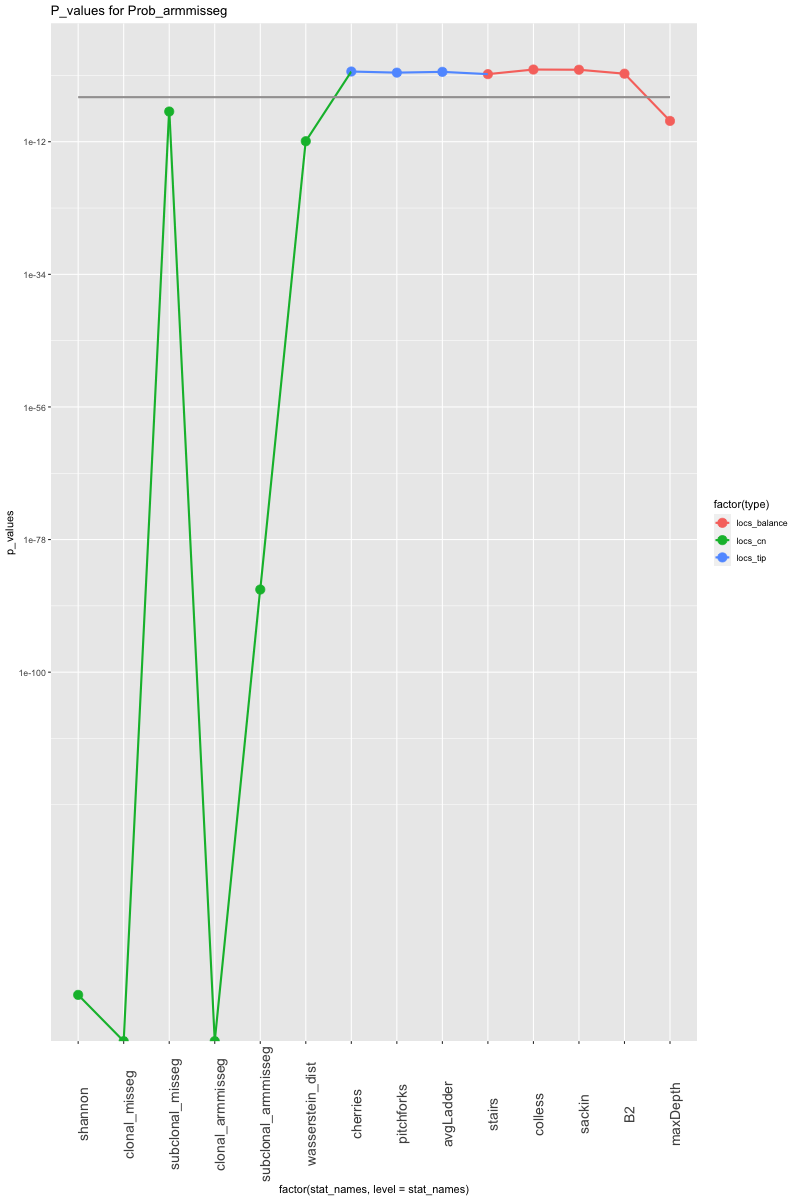 P_values for Prob_armmisseg
1e-12
1e-34
1e-56
1e-78
1e-100
p_values
factor(type)
locs_balance
locs_cn
locs_tip
shannon
clonal_misseg
subclonal_misseg
clonal_armmisseg
subclonal_armmisseg
wasserstein_dist
cherries
pitchforks
avgLadder
stairs
colless
sackin
B2
maxDepth
factor(stat_names, level = stat_names)